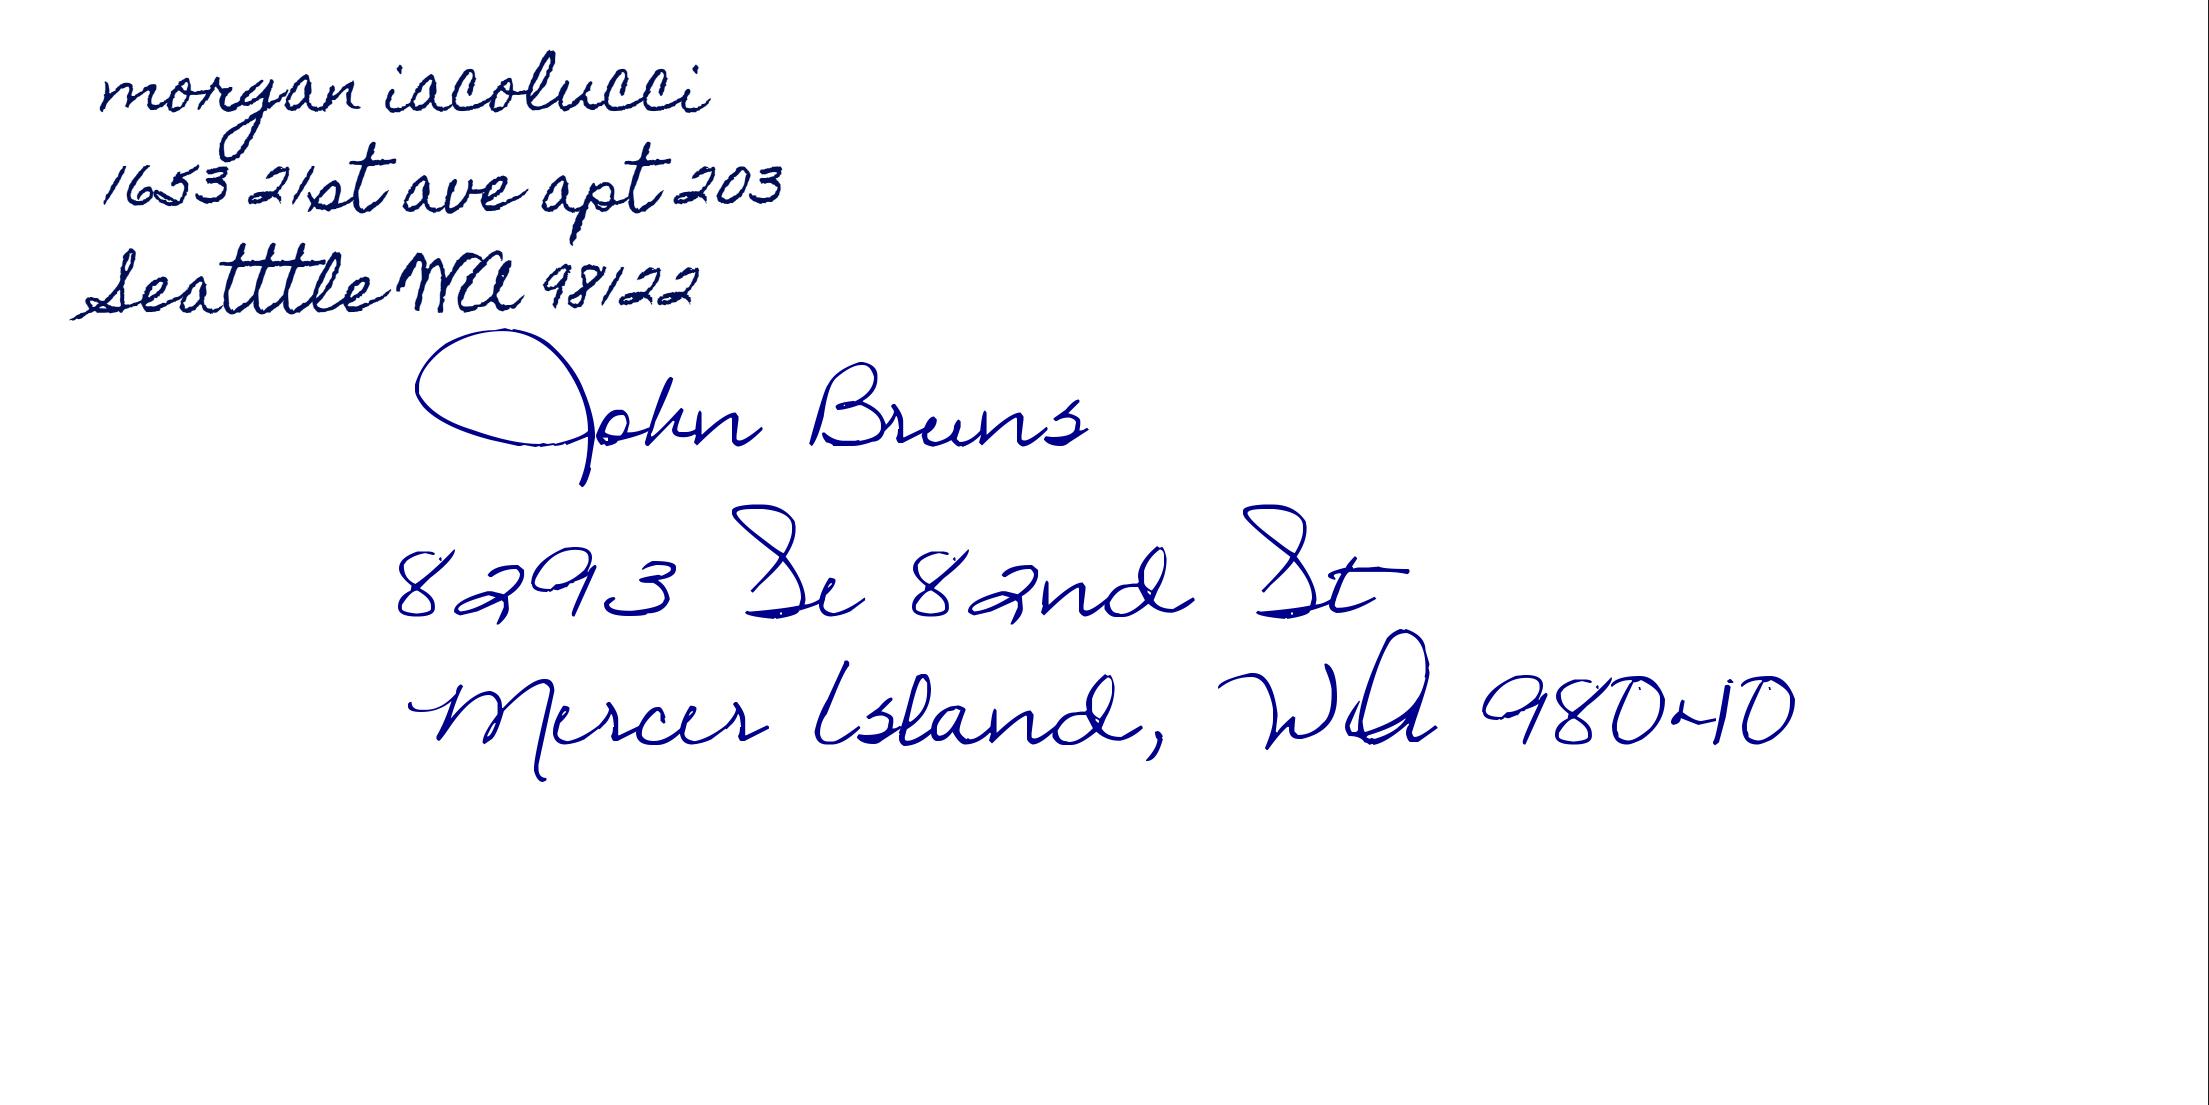 morgan iacolucci
1653 21st ave apt 203
Seatttle WA 98122
John Bruns
8293 Se 82nd St
Mercer Island, WA 98040